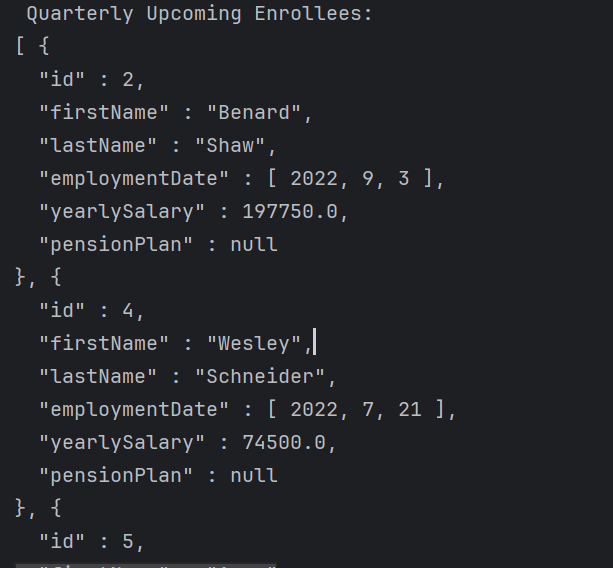 Quarterly Upcoming Enrollees:
[ {
"id" : 2,
"firstName" : "Benard",
"lastName" : "Shaw",
"employmentDate" : [ 2022, 9, 3 ],
"yearlySalary" : 197750.0,
"pensionPlan" : null
}, {
"id" : 4,
"firstName" : "Wesley",
"lastName" : "Schneider",
"employmentDate" : [ 2022, 7, 21 ],
"yearlySalary" : 74500.0,
"pensionPlan" : null
}, {
"id" : 5,